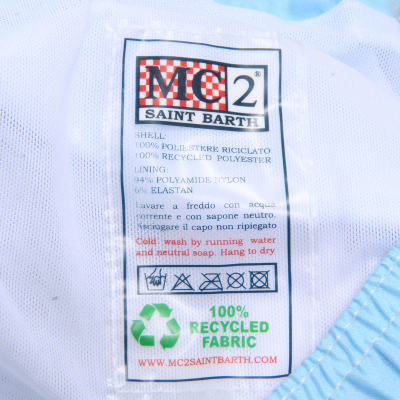 MC2®
SAINT BARTH
SHELL:
100% POLIESTERE RICICLATO
100% RECYCLED POLYESTER
LINING:
94% POLYAMIDE NYLON
6% ELASTAN
Lavare a freddo con acqua
corrente e con sapone neutro.
Asciugare il capo non ripiegato
Cold wash by running water
and neutral soap. Hang to dry
100%
RECYCLED
FABRIC
WWW.MC2SAINTBARTH.COM